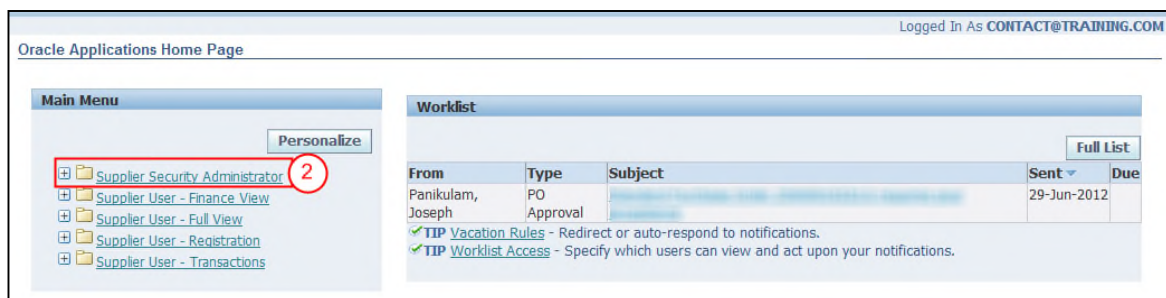 Logged In As CONTACT@TRAINING.COM
Oracle Applications Home Page
Main Menu
Personalize
Supplier Security Administrator
2
Supplier User - Finance View
Supplier User - Full View
Supplier User - Registration
Supplier User - Transactions
Worklist
Full List
From Type Subject Sent Due
Panikulam, Joseph PO Approval 29-Jun-2012
TIP Vacation Rules - Redirect or auto-respond to notifications.
TIP Worklist Access - Specify which users can view and act upon your notifications.